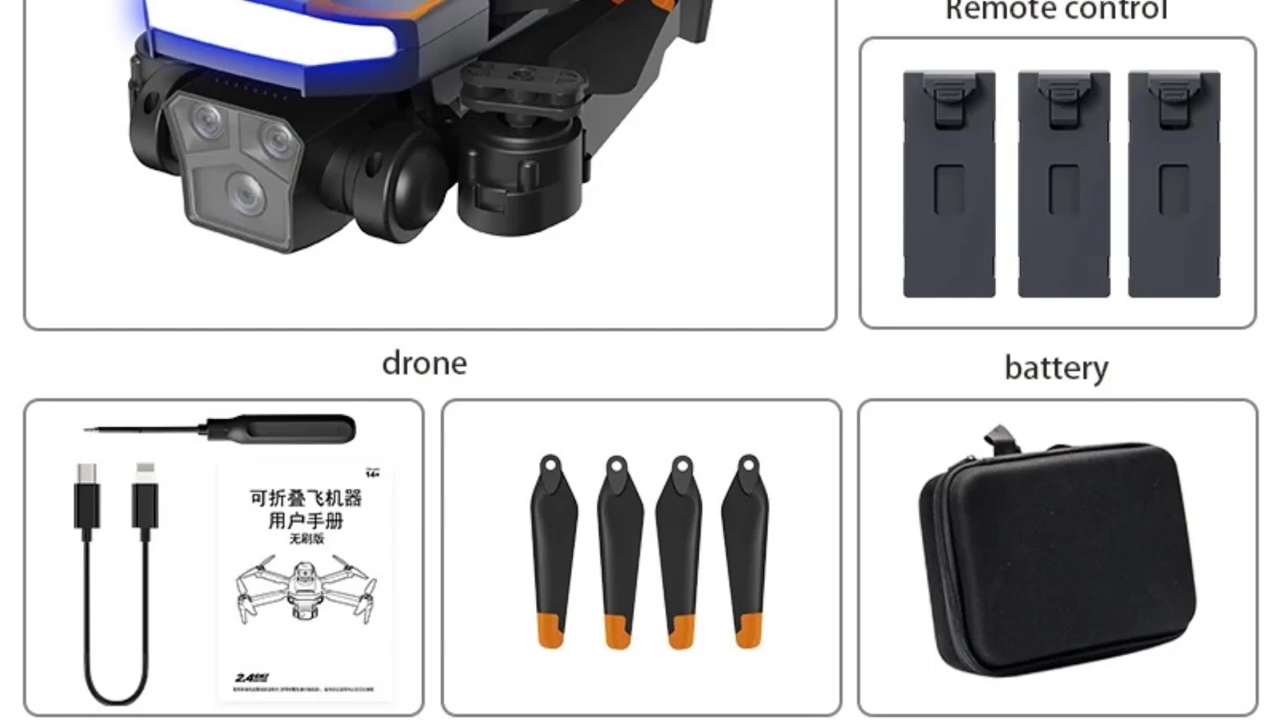 Remote control
drone
battery
14+
可折叠飞机器
用户手册
无刷版
2.4